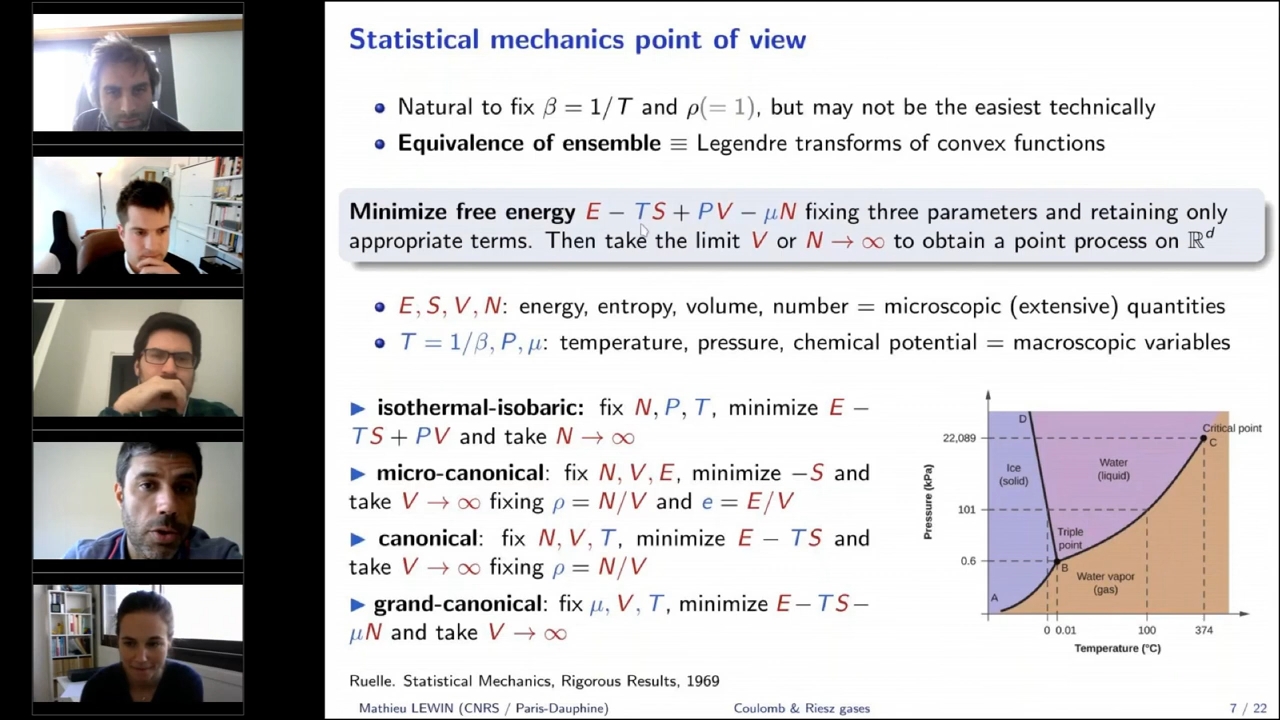 Statistical mechanics point of view
Natural to fix β = 1/T and ρ(= 1), but may not be the easiest technically
Equivalence of ensemble ≡ Legendre transforms of convex functions
Minimize free energy E − TS + PV − μN fixing three parameters and retaining only
appropriate terms. Then take the limit V or N → ∞ to obtain a point process on ℝᵈ
E, S, V, N: energy, entropy, volume, number = microscopic (extensive) quantities
T = 1/β, P, μ: temperature, pressure, chemical potential = macroscopic variables
▶ isothermal-isobaric: fix N, P, T, minimize E −
TS + PV and take N → ∞
▶ micro-canonical: fix N, V, E, minimize −S and
take V → ∞ fixing ρ = N/V and e = E/V
▶ canonical: fix N, V, T, minimize E − TS and
take V → ∞ fixing ρ = N/V
▶ grand-canonical: fix μ, V, T, minimize E − TS −
μN and take V → ∞
Pressure (kPa)
22,089
101
0.6
D
Critical point
C
Ice
(solid)
Water
(liquid)
Triple
point
B
Water vapor
(gas)
A
0 0.01 100 374
Temperature (°C)
Ruelle. Statistical Mechanics, Rigorous Results, 1969
Mathieu LEWIN (CNRS / Paris-Dauphine) Coulomb & Riesz gases 7 / 22